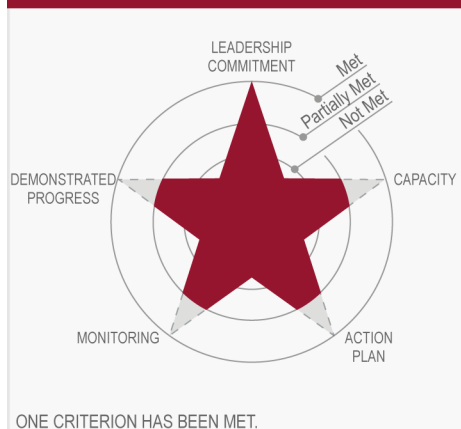 LEADERSHIP
COMMITMENT
Met
Partially Met
Not Met
DEMONSTRATED
PROGRESS
CAPACITY
MONITORING
ACTION
PLAN
ONE CRITERION HAS BEEN MET.